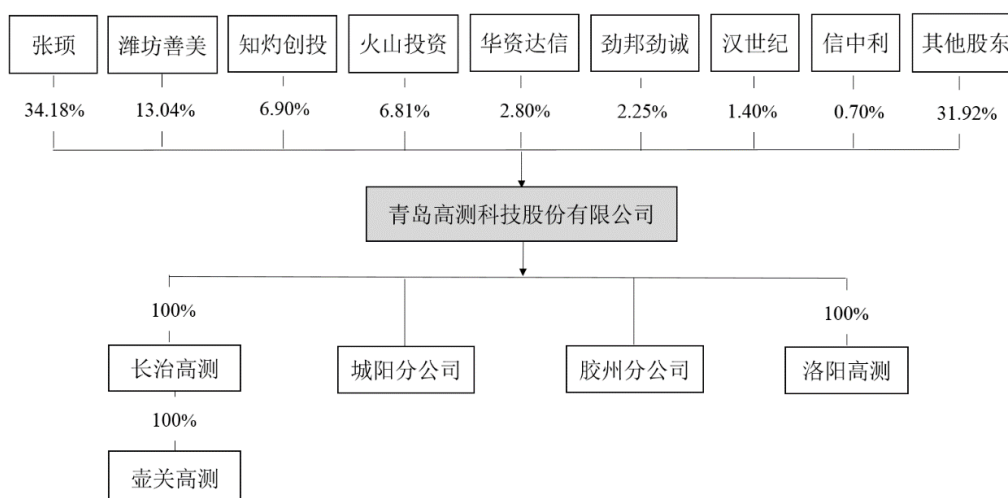 张顼 潍坊善美 知灼创投 火山投资 华资达信 劲邦劲诚 汉世纪 信中利 其他股东
34.18% 13.04% 6.90% 6.81% 2.80% 2.25% 1.40% 0.70% 31.92%
青岛高测科技股份有限公司
100% 100%
长治高测 城阳分公司 胶州分公司 洛阳高测
100%
壶关高测